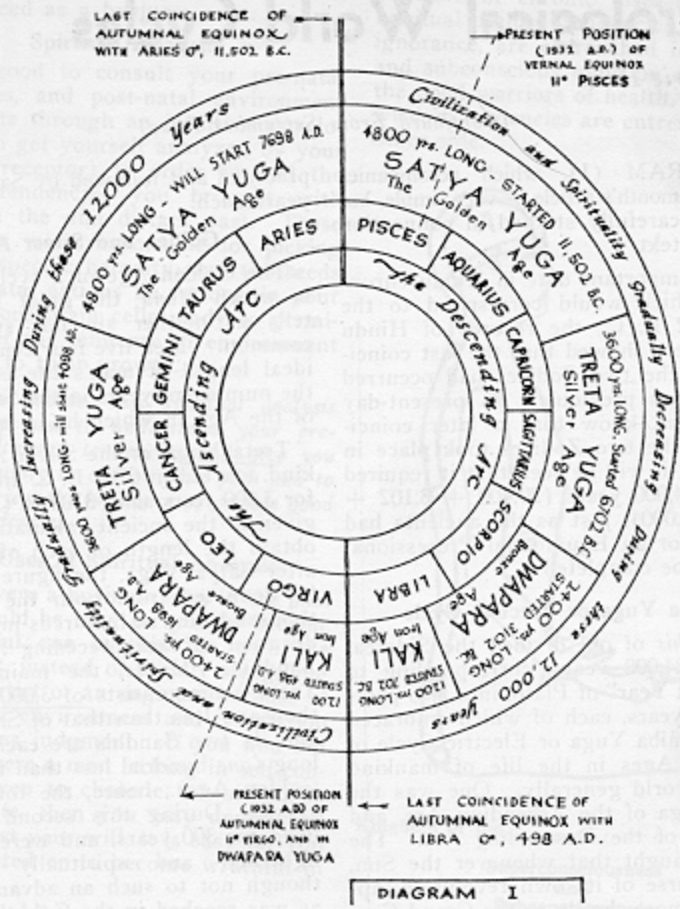 LAST COINCIDENCE OF
AUTUMNAL EQUINOX
WITH ARIES 0°, 11,502 B.C.
PRESENT POSITION
(1932 A.D.) OF
VERNAL EQUINOX
11° PISCES
Civilization and Spirituality Gradually Decreasing During these 12,000 years
4800 yrs. LONG, STARTED 11,502 B.C.
SATYA YUGA
The Golden Age
3600 yrs LONG Started 6702 B.C.
TRETA YUGA
Silver Age
2400 yrs LONG
STARTED 3102 B.C.
DWAPARA
Bronze Age
1200 yrs LONG
STARTED 702 BC
KALI
Iron Age
PISCES
AQUARIUS
CAPRICORN
SAGITTARIUS
SCORPIO
LIBRA
The Descending Arc
Civilization and Spirituality Gradually Increasing During these 12,000 Years
1200 yrs LONG
STARTED 498 A.D.
KALI
Iron Age
2400 yrs LONG
STARTED 1698 A.D.
DWAPARA
Bronze Age
3600 yrs LONG - will start 4098 A.D.
TRETA YUGA
Silver Age
4800 yrs LONG WILL START 7698 A.D.
SATYA YUGA
The Golden Age
VIRGO
LEO
CANCER
GEMINI
TAURUS
ARIES
The Ascending Arc
PRESENT POSITION
(1932 A.D.) OF
AUTUMNAL EQUINOX
11° VIRGO, AND IN
DWAPARA YUGA
LAST COINCIDENCE OF
AUTUMNAL EQUINOX WITH
LIBRA 0°, 498 A.D.
DIAGRAM I